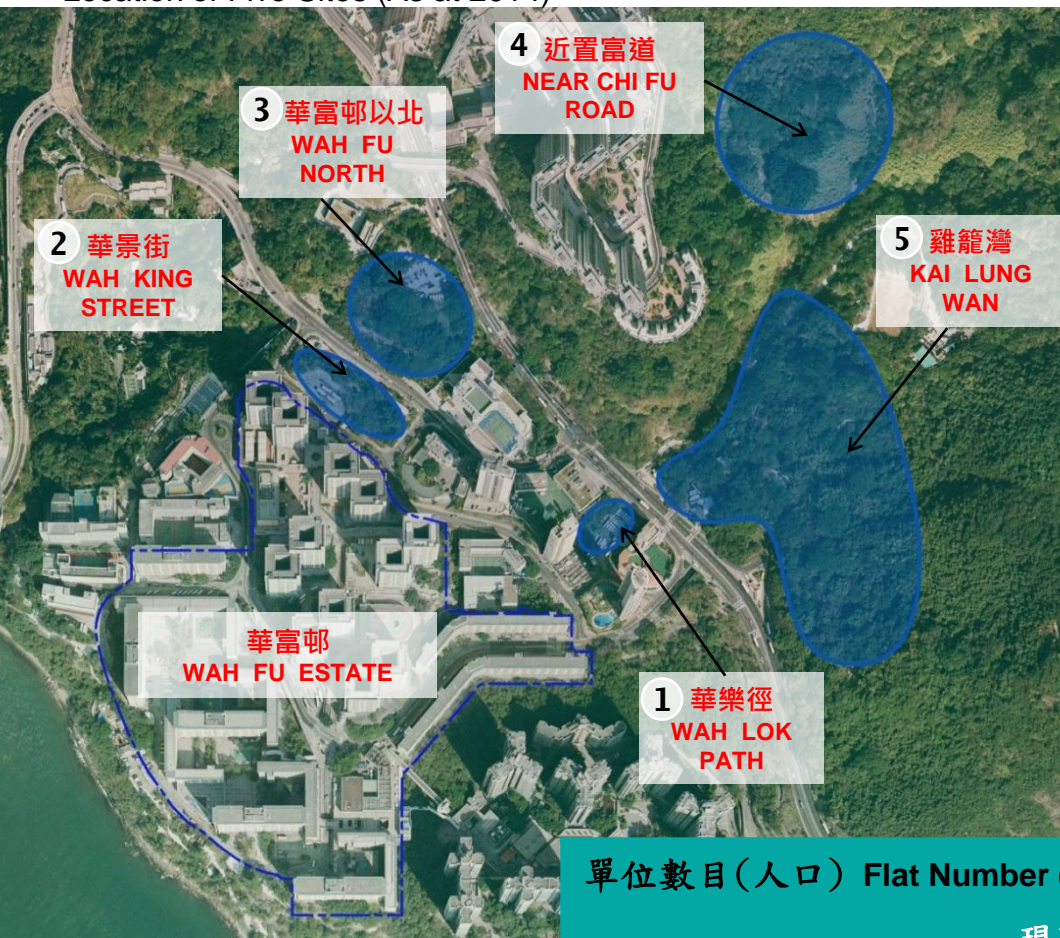 4 近置富道
NEAR CHI FU
ROAD
3 華富邨以北
WAH FU
NORTH
2 華景街
WAH KING
STREET
5 雞籠灣
KAI LUNG
WAN
華富邨
WAH FU ESTATE
1 華樂徑
WAH LOK
PATH
單位數目(人口) Flat Number